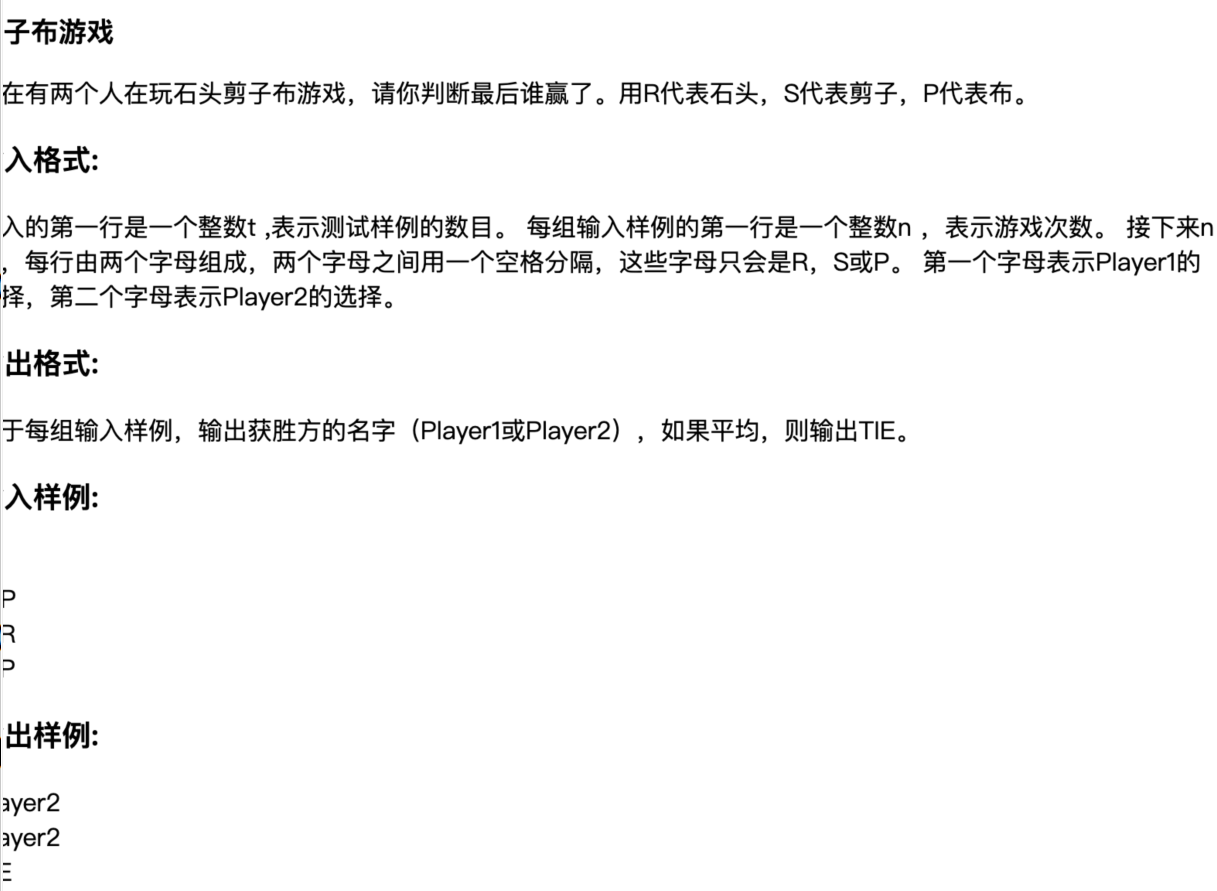 子布游戏
在有两个人在玩石头剪子布游戏，请你判断最后谁赢了。用R代表石头，S代表剪子，P代表布。
入格式:
入的第一行是一个整数t ,表示测试样例的数目。 每组输入样例的第一行是一个整数n ，表示游戏次数。 接下来n
，每行由两个字母组成，两个字母之间用一个空格分隔，这些字母只会是R，S或P。 第一个字母表示Player1的
择，第二个字母表示Player2的选择。
出格式:
于每组输入样例，输出获胜方的名字（Player1或Player2），如果平均，则输出TIE。
入样例:
P
R
P
出样例:
ayer2
ayer2
E